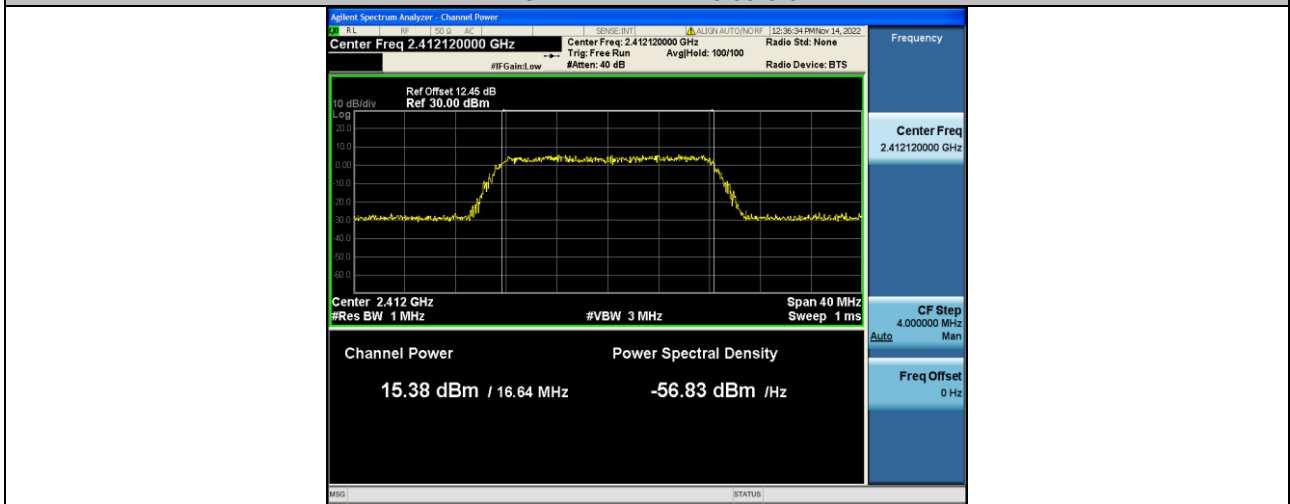 Agilent Spectrum Analyzer - Channel Power
RL RF 50 Ω AC SENSE:INT ALIGN AUTO/NO RF 12:36:34 PM Nov 14, 2022
Center Freq 2.412120000 GHz
Center Freq: 2.412120000 GHz
Radio Std: None
Trig: Free Run Avg|Hold: 100/100
#IFGain:Low #Atten: 40 dB Radio Device: BTS
Ref Offset 12.45 dB
10 dB/div Ref 30.00 dBm
Log
20.0
10.0
0.00
-10.0
-20.0
-30.0
-40.0
-50.0
-60.0
Center 2.412 GHz Span 40 MHz
#Res BW 1 MHz #VBW 3 MHz Sweep 1 ms
Channel Power Power Spectral Density
15.38 dBm / 16.64 MHz -56.83 dBm /Hz
MSG STATUS
Frequency
Center Freq
2.412120000 GHz
CF Step
4.000000 MHz
Auto Man
Freq Offset
0 Hz